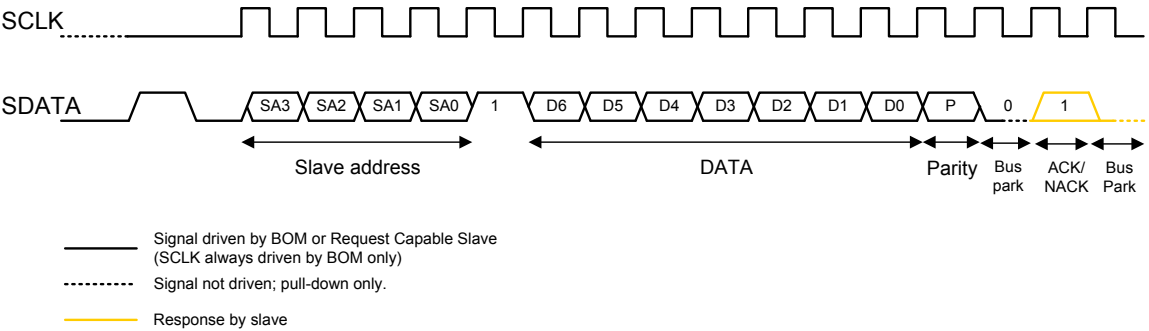 SCLK
SDATA
SA3 SA2 SA1 SA0 1 D6 D5 D4 D3 D2 D1 D0 P 0 1
Slave address
DATA
Parity
Bus
park
ACK/
NACK
Bus
Park
Signal driven by BOM or Request Capable Slave
(SCLK always driven by BOM only)
Signal not driven; pull-down only.
Response by slave